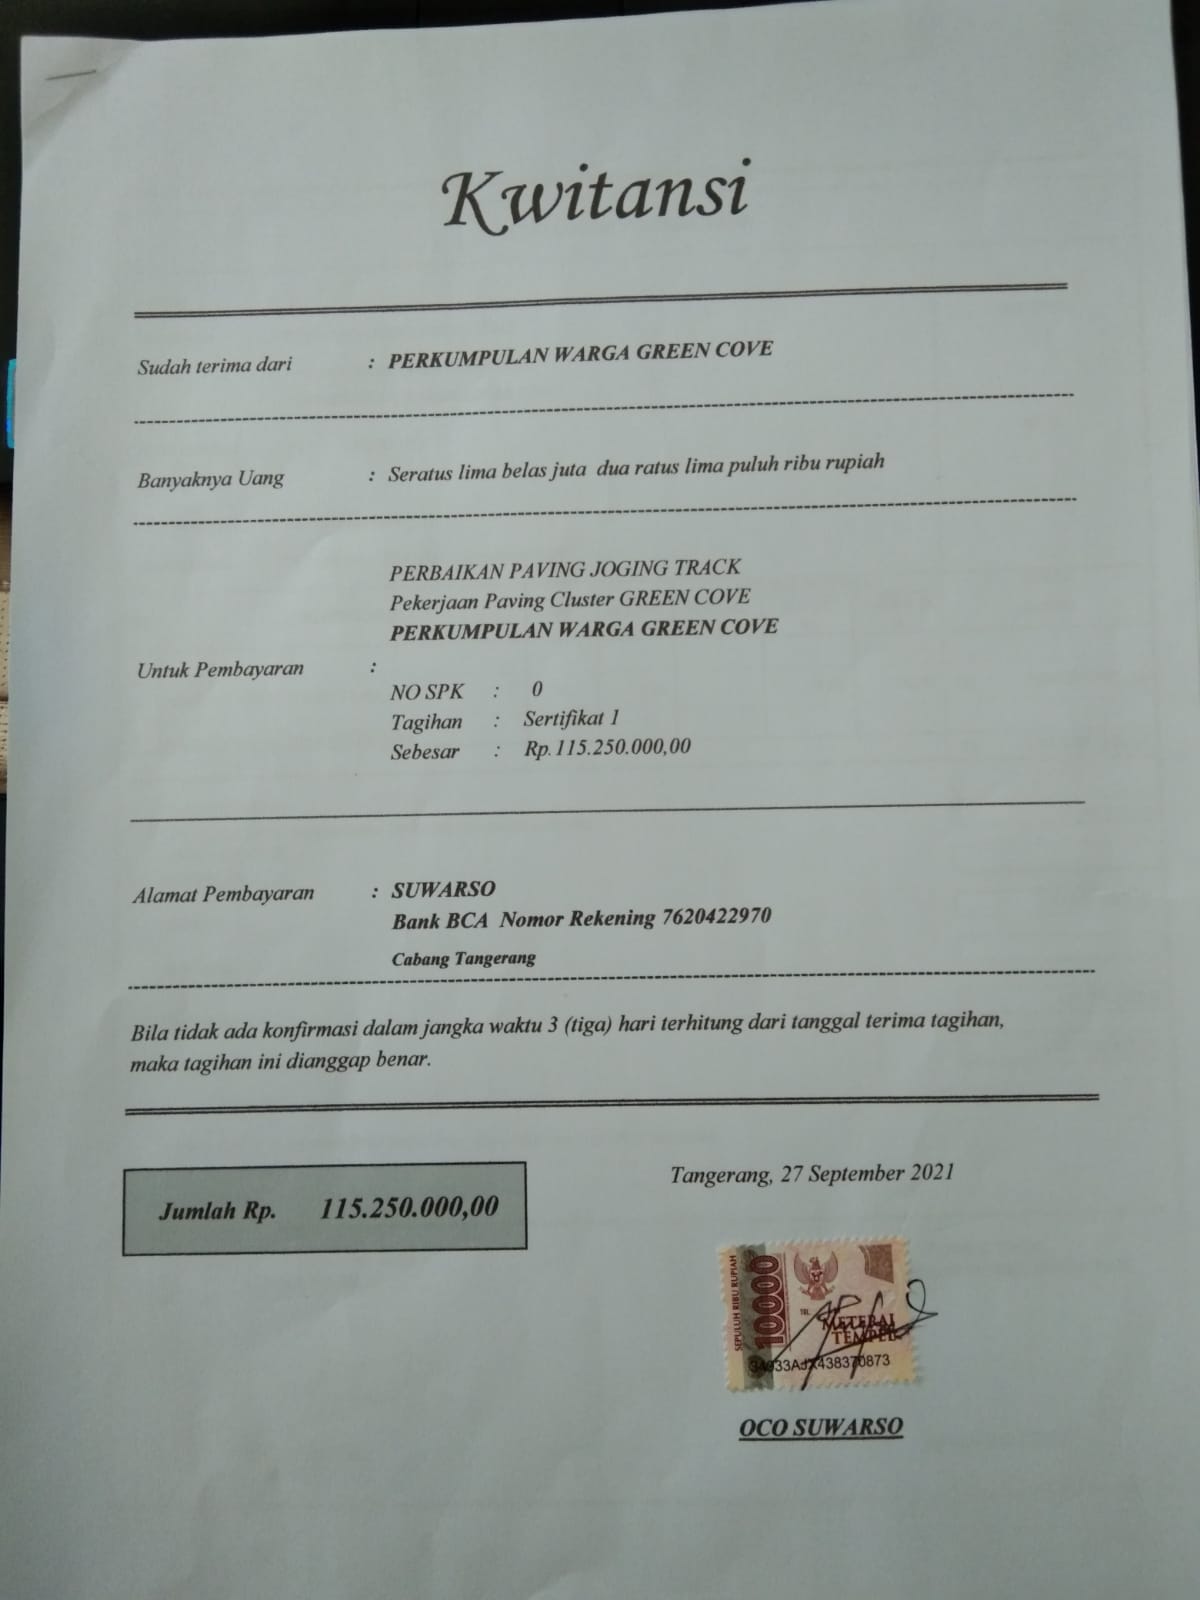 Kwitansi
Sudah terima dari : PERKUMPULAN WARGA GREEN COVE
Banyaknya Uang : Seratus lima belas juta dua ratus lima puluh ribu rupiah
PERBAIKAN PAVING JOGING TRACK
Pekerjaan Paving Cluster GREEN COVE
PERKUMPULAN WARGA GREEN COVE
Untuk Pembayaran :
NO SPK : 0
Tagihan : Sertifikat 1
Sebesar : Rp. 115.250.000,00
Alamat Pembayaran : SUWARSO
Bank BCA Nomor Rekening 7620422970
Cabang Tangerang
Bila tidak ada konfirmasi dalam jangka waktu 3 (tiga) hari terhitung dari tanggal terima tagihan,
maka tagihan ini dianggap benar.
Jumlah Rp. 115.250.000,00
Tangerang, 27 September 2021
SEPULUH RIBU RUPIAH
10000
METERAI
TEMPEL
OCO SUWARSO